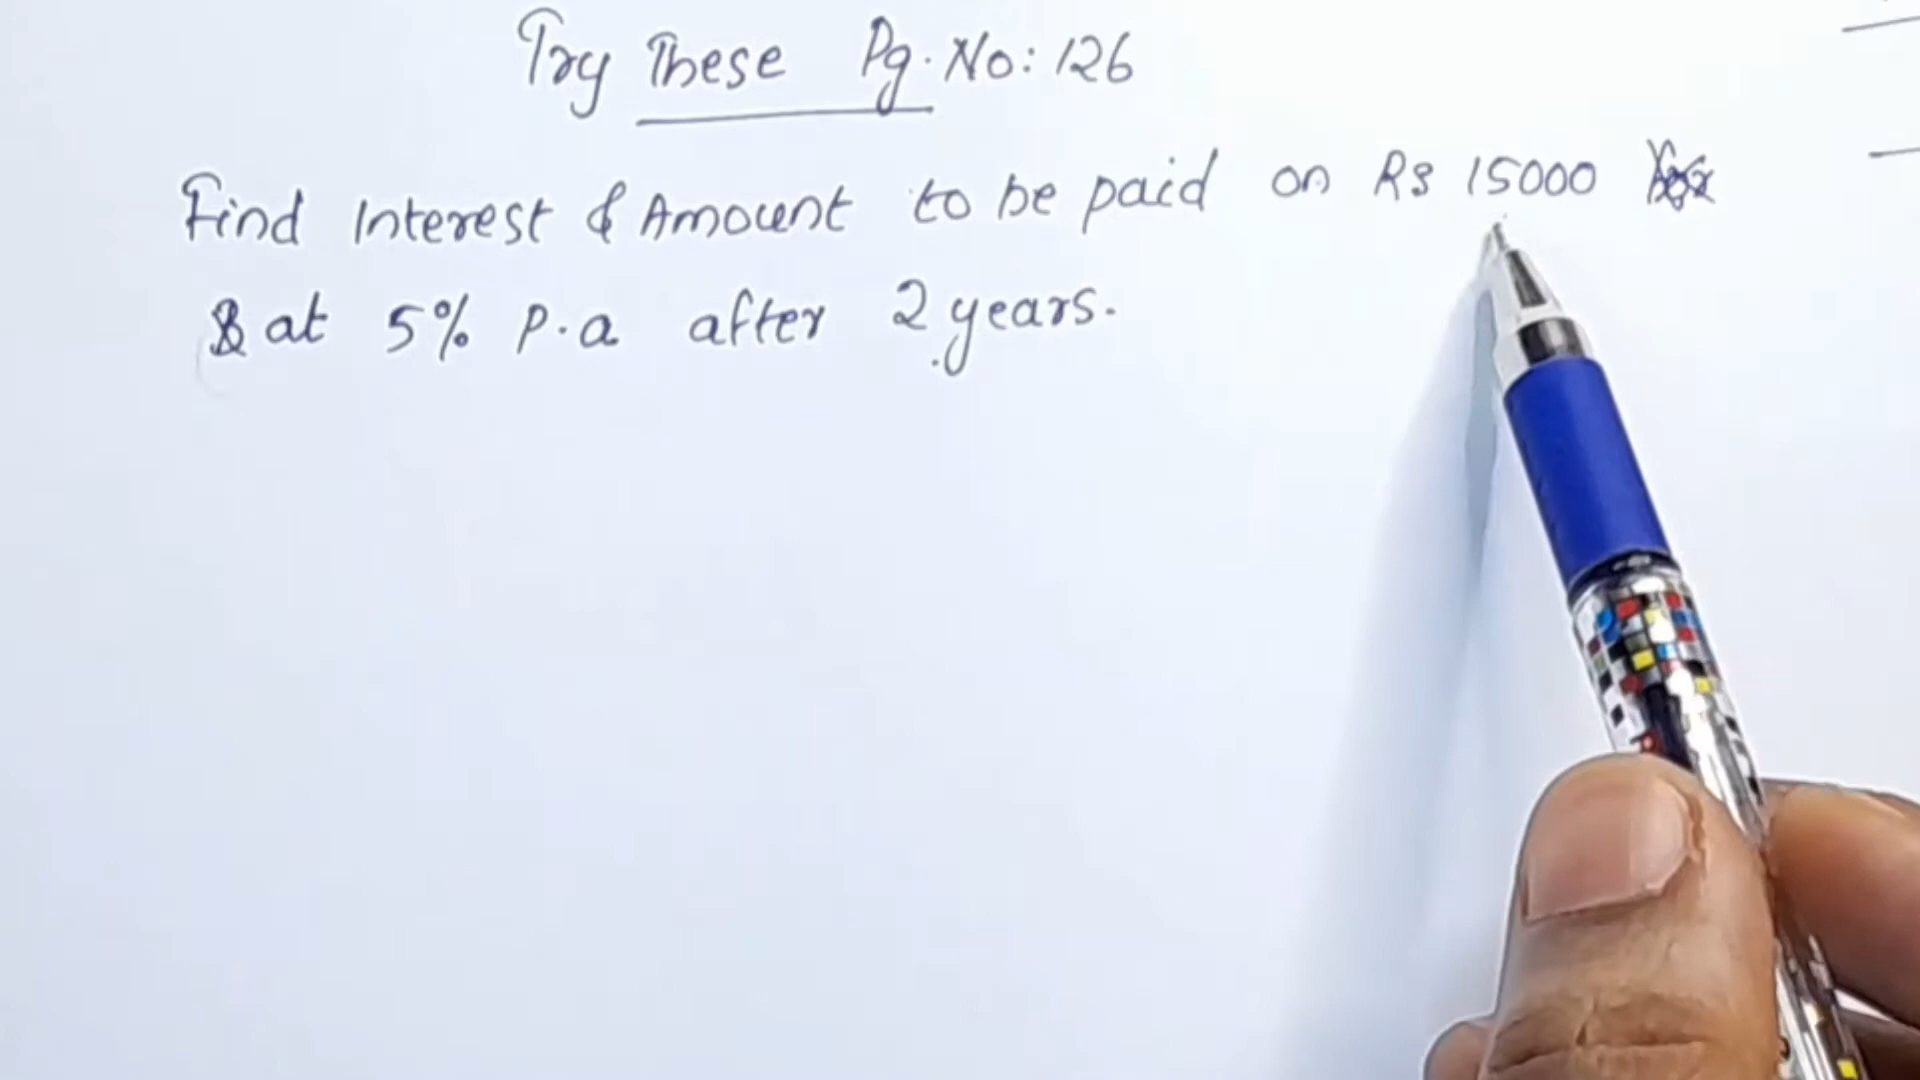 Try These Pg. No: 126
Find Interest & Amount to be paid on Rs 15000
at 5% P.a after 2 years.